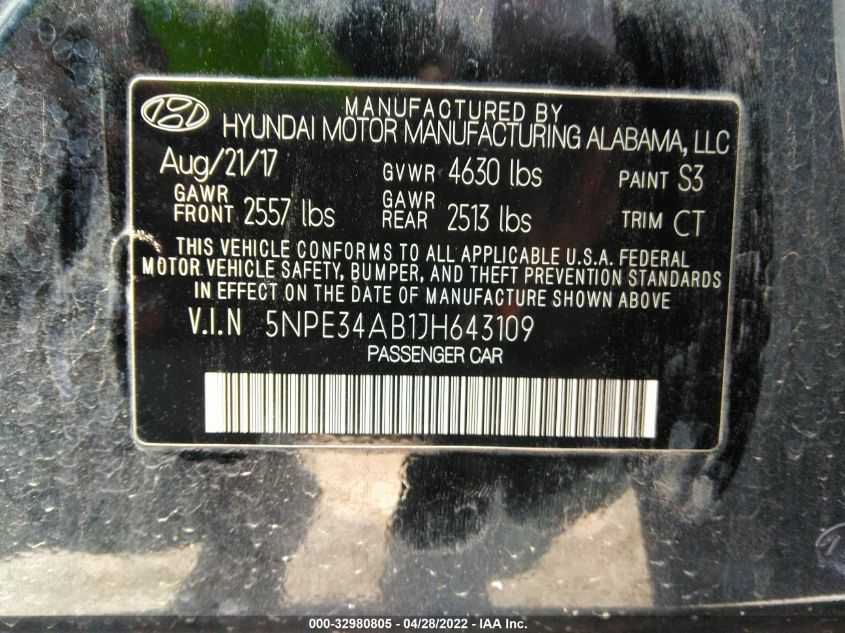 MANUFACTURED BY
HYUNDAI MOTOR MANUFACTURING ALABAMA, LLC
Aug/21/17 GVWR 4630 lbs PAINT S3
GAWR FRONT 2557 lbs GAWR REAR 2513 lbs TRIM CT
THIS VEHICLE CONFORMS TO ALL APPLICABLE U.S.A. FEDERAL
MOTOR VEHICLE SAFETY, BUMPER, AND THEFT PREVENTION STANDARDS
IN EFFECT ON THE DATE OF MANUFACTURE SHOWN ABOVE
V.I.N 5NPE34AB1JH643109
PASSENGER CAR
000-32980805 - 04/28/2022 - IAA Inc.